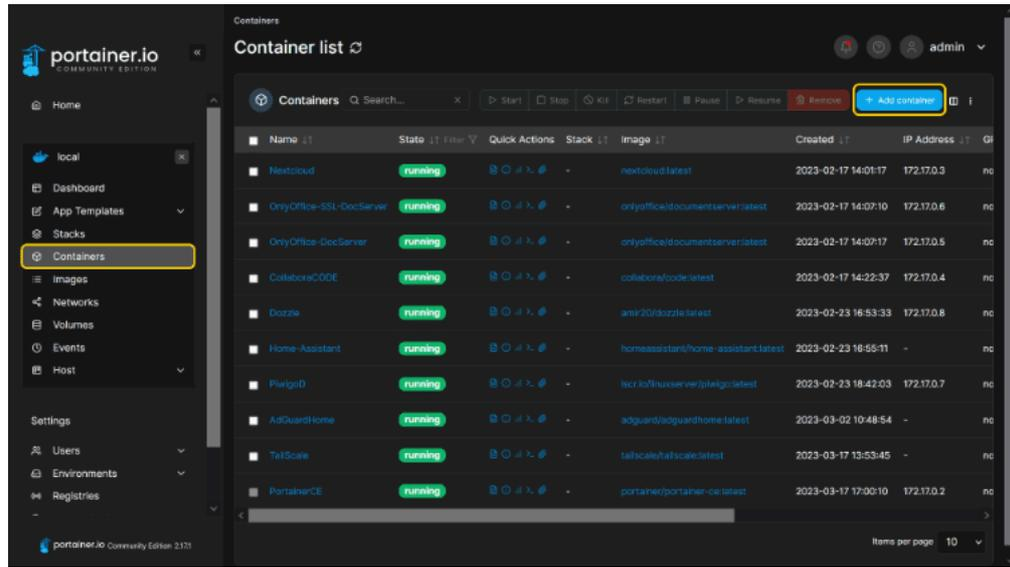 Containers
portainer.io
COMMUNITY EDITION
Container list
admin
Home
local
Dashboard
App Templates
Stacks
Containers
Images
Networks
Volumes
Events
Host
Settings
Users
Environments
Registries
portainer.io Community Edition 2.17.1
Containers Search... Start Stop Kill Restart Pause Resume Remove + Add container
Name State Filter Quick Actions Stack Image Created IP Address
Nextcloud running - nextcloud:latest 2023-02-17 14:01:17 172.17.0.3
OnlyOffice-SSL-DocServer running - onlyoffice/documentserver:latest 2023-02-17 14:07:10 172.17.0.6
OnlyOffice-DocServer running - onlyoffice/documentserver:latest 2023-02-17 14:07:17 172.17.0.5
CollaboraCODE running - collabora/code:latest 2023-02-17 14:22:37 172.17.0.4
Dozzle running - amir20/dozzle:latest 2023-02-23 16:53:33 172.17.0.8
Home-Assistant running - homeassistant/home-assistant:latest 2023-02-23 16:55:11 -
PiwigoD running - lscr.io/linuxserver/piwigo:latest 2023-02-23 18:42:03 172.17.0.7
AdGuardHome running - adguard/adguardhome:latest 2023-03-02 10:48:54 -
TailScale running - tailscale/tailscale:latest 2023-03-17 13:53:45 -
PortainerCE running - portainer/portainer-ce:latest 2023-03-17 17:00:10 172.17.0.2
Items per page 10